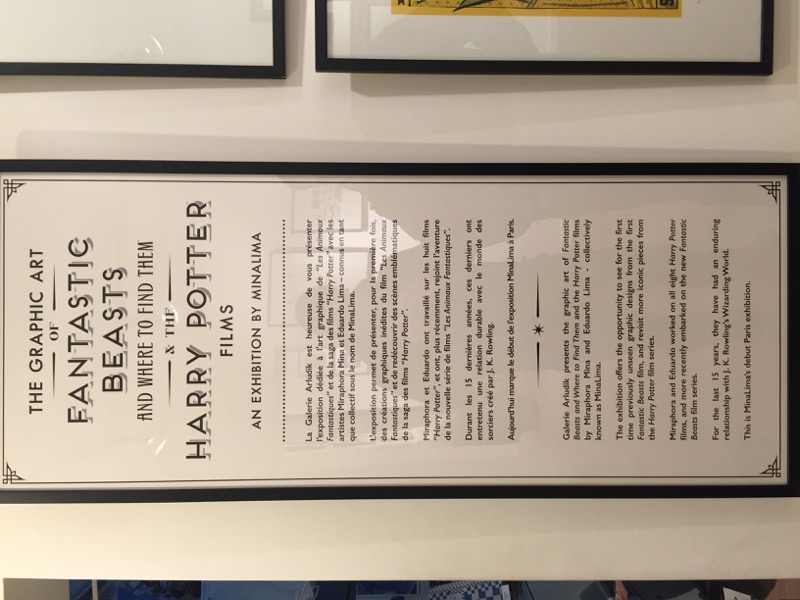 THE GRAPHIC ART
OF
FANTASTIC
BEASTS
AND WHERE TO FIND THEM
& THE
HARRY POTTER
FILMS
AN EXHIBITION BY MINALIMA
La Galerie Arludik est heureuse de vous présenter
l'exposition dédiée à l'art graphique de "Les Animaux
Fantastiques" et de la saga des films "Harry Potter" avec les
artistes Miraphora Mina et Eduardo Lima – connus en tant
que collectif sous le nom de MinaLima.
L'exposition permet de présenter, pour la première fois,
des créations graphiques inédites du film "Les Animaux
Fantastiques" et de redécouvrir des scènes emblématiques
de la saga des films "Harry Potter".
Miraphora et Eduardo ont travaillé sur les huit films
"Harry Potter", et ont, plus récemment, rejoint l'aventure
de la nouvelle série de films "Les Animaux Fantastiques".
Durant les 15 dernières années, ces derniers ont
entretenu une relation durable avec le monde des
sorciers créé par J. K. Rowling.
Aujourd'hui marque le début de l'exposition MinaLima à Paris.
Galerie Arludik presents the graphic art of Fantastic
Beasts and Where to Find Them and the Harry Potter films
by Miraphora Mina and Eduardo Lima - collectively
known as MinaLima.
The exhibition offers the opportunity to see for the first
time previously unseen graphic designs from the first
Fantastic Beasts film, and revisit more iconic pieces from
the Harry Potter film series.
Miraphora and Eduardo worked on all eight Harry Potter
films, and more recently embarked on the new Fantastic
Beasts film series.
For the last 15 years, they have had an enduring
relationship with J. K. Rowling's Wizarding World.
This is MinaLima's debut Paris exhibition.